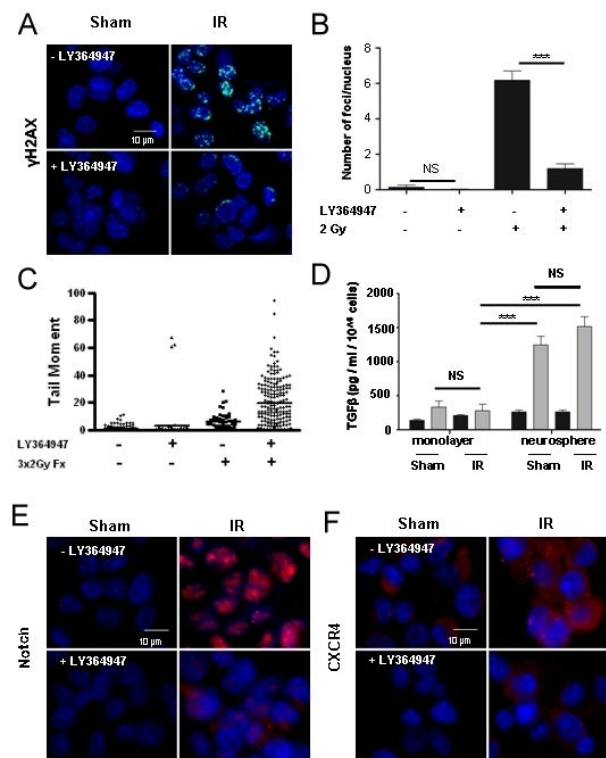 A
Sham IR
- LY364947
10 µm
+ LY364947
γH2AX
B
Number of foci/nucleus
8
6
4
2
0
NS
***
LY364947 - + - +
2 Gy - - + +
C
Tail Moment
100
80
60
40
20
0
LY364947 - + - +
3x2Gy Fx - - + +
D
TGFβ (pg / ml / 10^^6 cells)
2000
1500
1000
500
0
NS
***
***
NS
monolayer neurosphere
Sham IR Sham IR
E
Sham IR
- LY364947
10 µm
+ LY364947
Notch
F
Sham IR
- LY364947
10 µm
+ LY364947
CXCR4